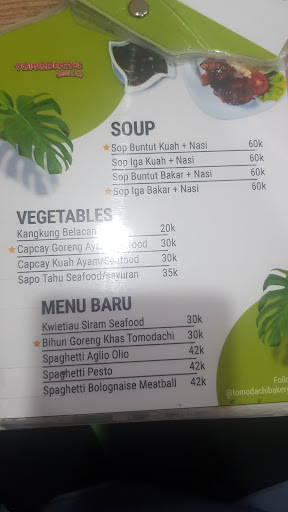 SOUP
Sop Buntut Kuah + Nasi 60k
Sop Iga Kuah + Nasi 60k
Sop Buntut Bakar + Nasi 60k
Sop Iga Bakar + Nasi 60k
VEGETABLES
Kangkung Belacan 20k
Capcay Goreng Ayam/Seafood 30k
Capcay Kuah Ayam/Seafood 30k
Sapo Tahu Seafood/sayuran 35k
MENU BARU
Kwietiau Siram Seafood 30k
Bihun Goreng Khas Tomodachi 30k
Spaghetti Aglio Olio 42k
Spaghetti Pesto 42k
Spaghetti Bolognaise Meatball 42k
Follo
@tomodachibakery